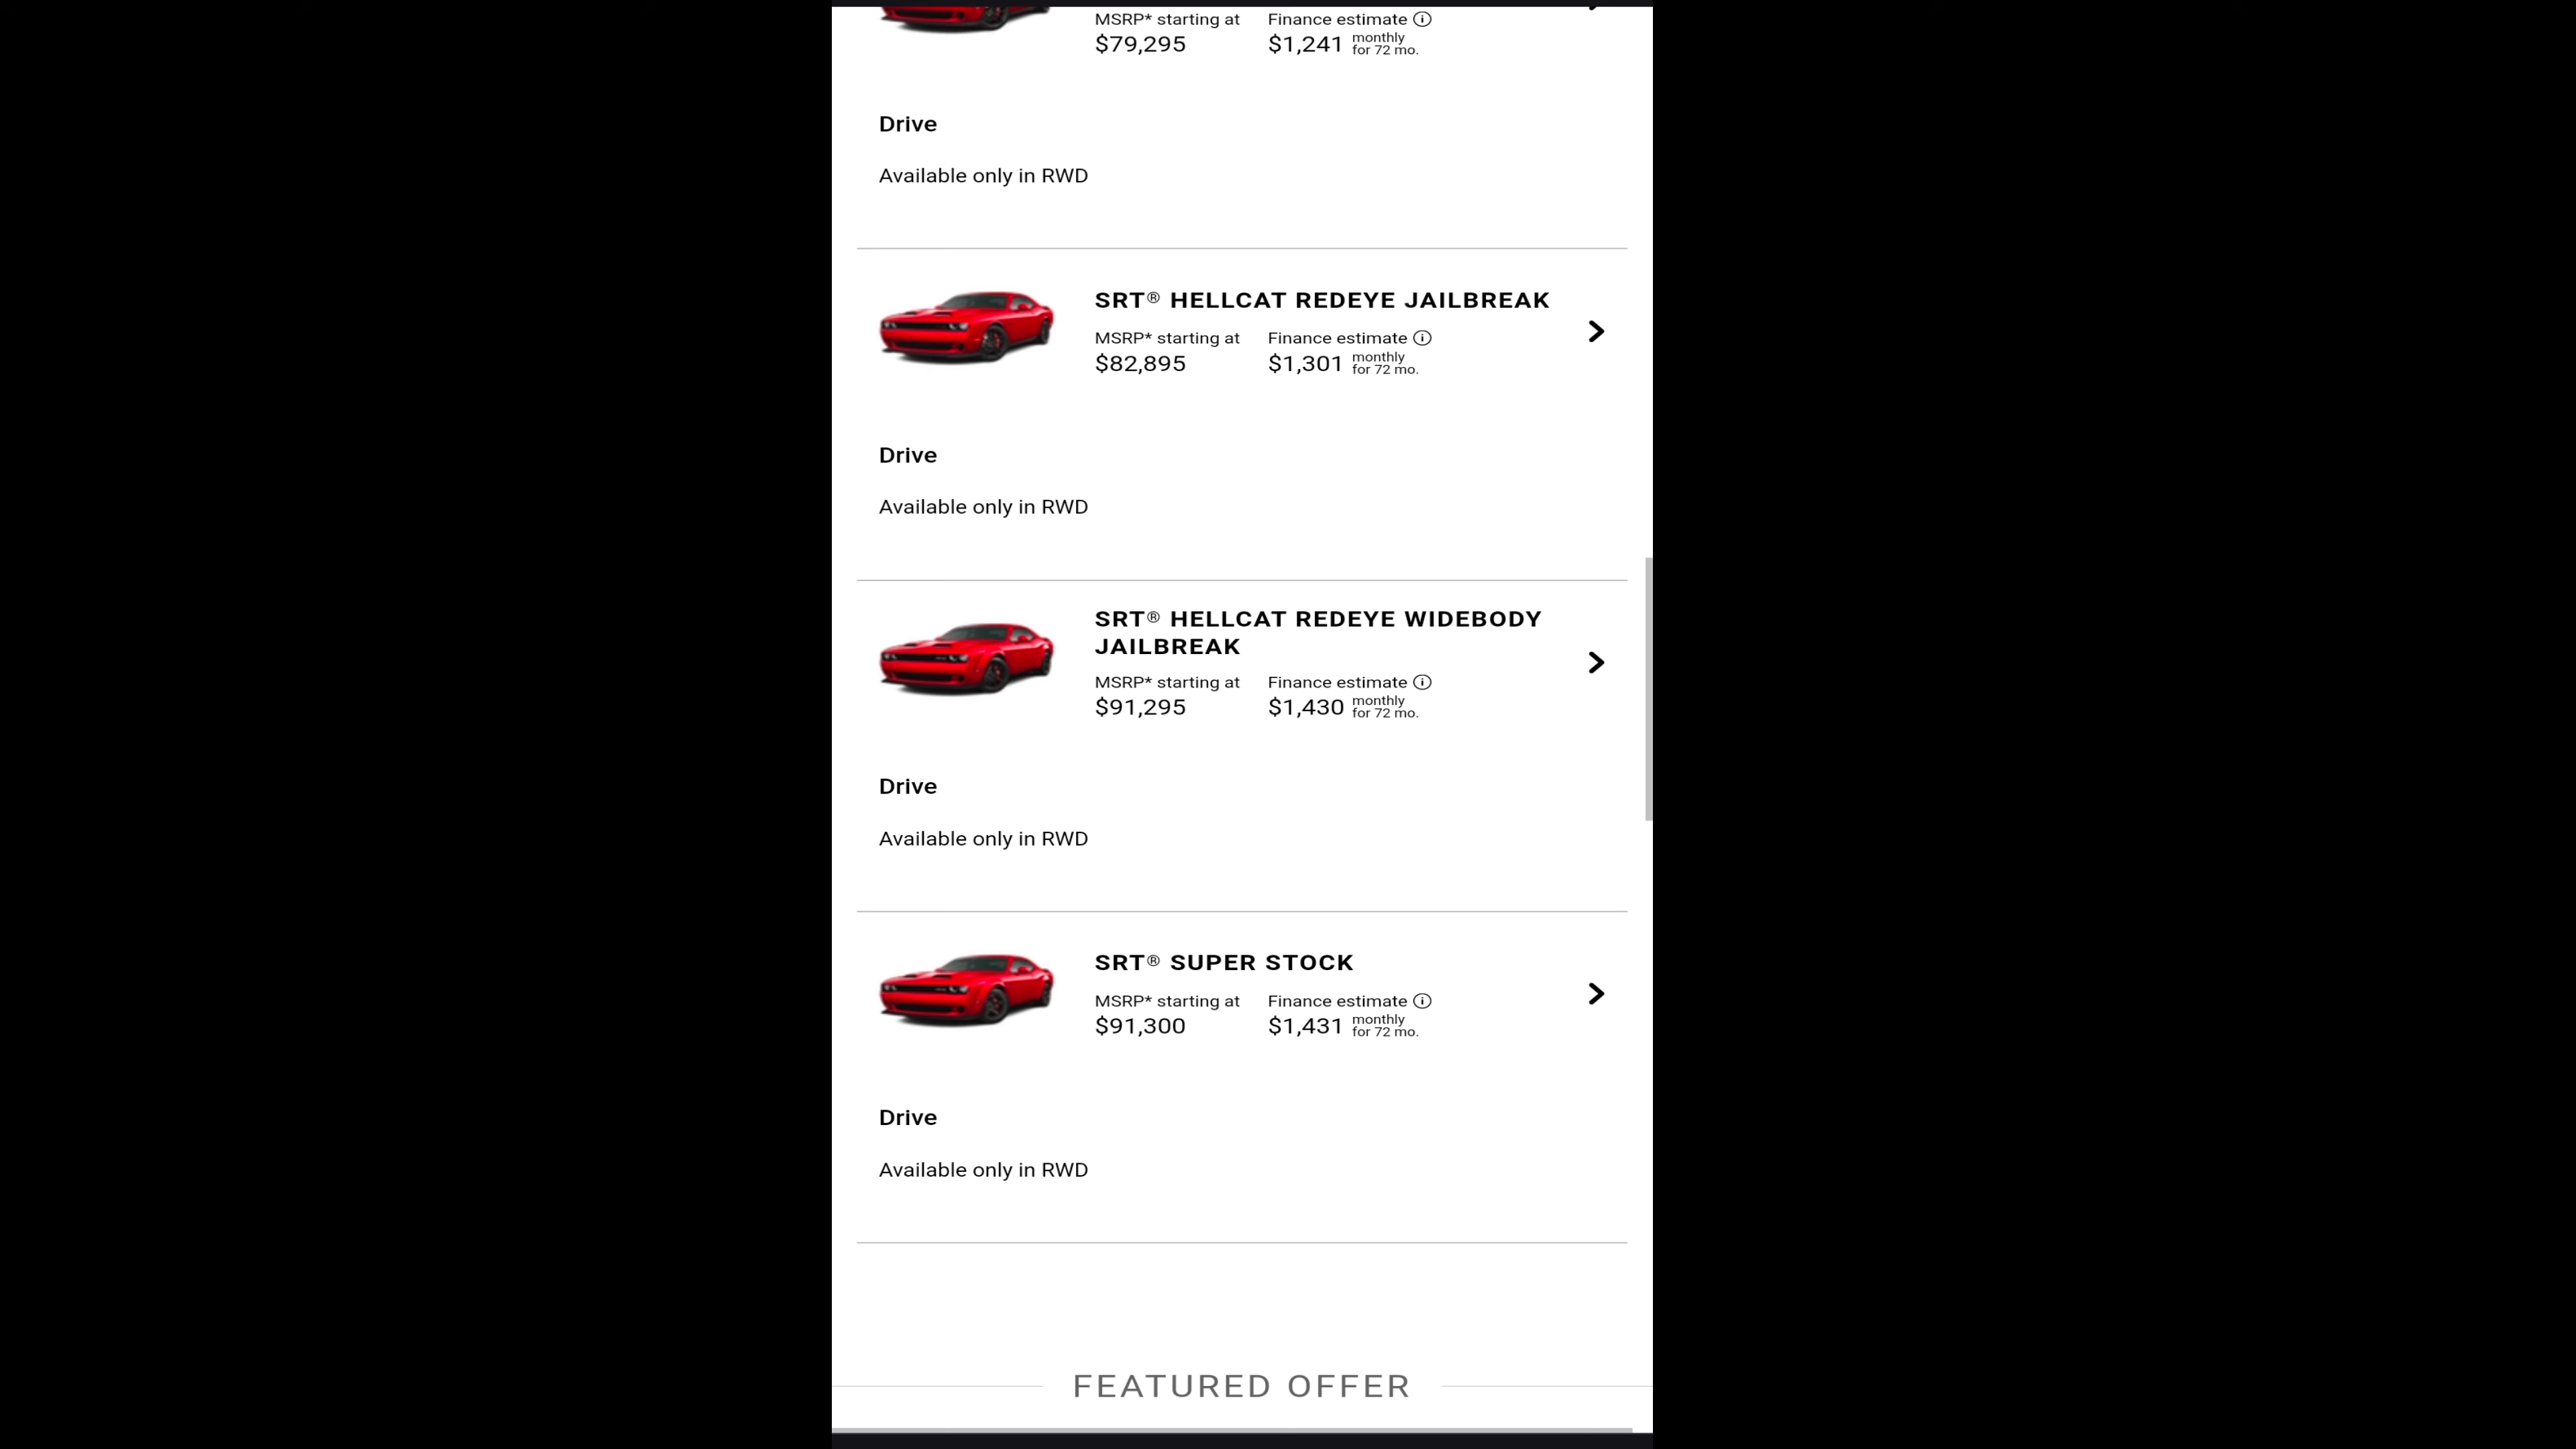 MSRP* starting at Finance estimate ⓘ
$79,295 $1,241 monthly
for 72 mo.
Drive
Available only in RWD
SRT® HELLCAT REDEYE JAILBREAK
MSRP* starting at Finance estimate ⓘ
$82,895 $1,301 monthly
for 72 mo.
Drive
Available only in RWD
SRT® HELLCAT REDEYE WIDEBODY
JAILBREAK
MSRP* starting at Finance estimate ⓘ
$91,295 $1,430 monthly
for 72 mo.
Drive
Available only in RWD
SRT® SUPER STOCK
MSRP* starting at Finance estimate ⓘ
$91,300 $1,431 monthly
for 72 mo.
Drive
Available only in RWD
FEATURED OFFER